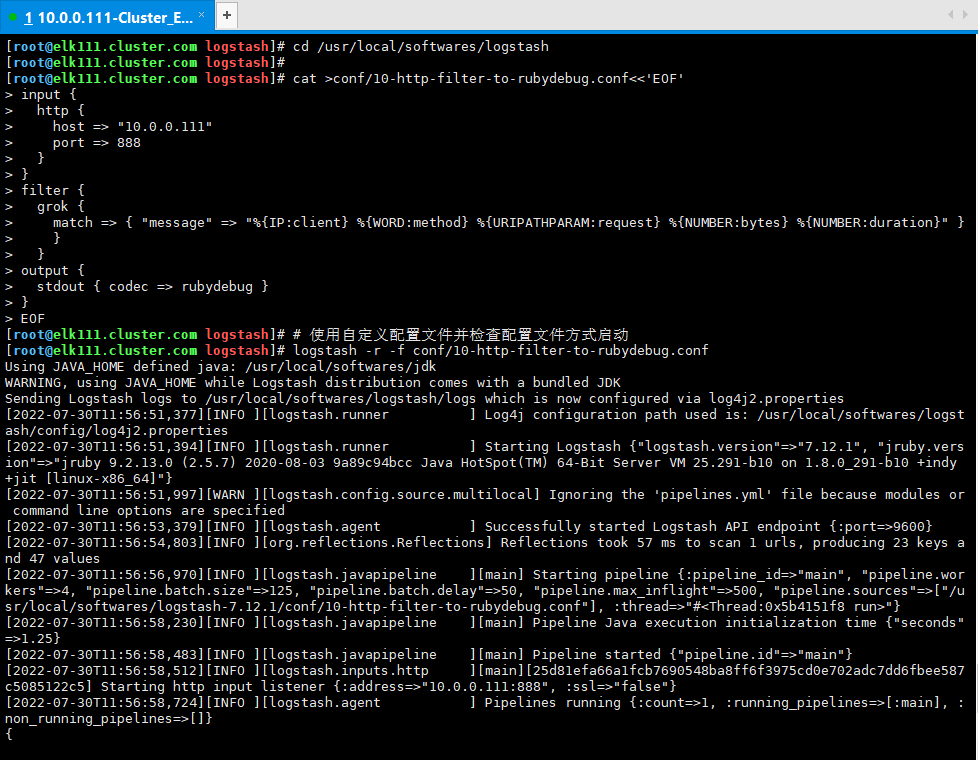 1 10.0.0.111-Cluster_E... × +
[root@elk111.cluster.com logstash]# cd /usr/local/softwares/logstash
[root@elk111.cluster.com logstash]#
[root@elk111.cluster.com logstash]# cat >conf/10-http-filter-to-rubydebug.conf<<'EOF'
> input {
>   http {
>     host => "10.0.0.111"
>     port => 888
>   }
> }
> filter {
>   grok {
>     match => { "message" => "%{IP:client} %{WORD:method} %{URIPATHPARAM:request} %{NUMBER:bytes} %{NUMBER:duration}" }
>     }
>   }
> output {
>   stdout { codec => rubydebug }
> }
> EOF
[root@elk111.cluster.com logstash]# # 使用自定义配置文件并检查配置文件方式启动
[root@elk111.cluster.com logstash]# logstash -r -f conf/10-http-filter-to-rubydebug.conf
Using JAVA_HOME defined java: /usr/local/softwares/jdk
WARNING, using JAVA_HOME while Logstash distribution comes with a bundled JDK
Sending Logstash logs to /usr/local/softwares/logstash/logs which is now configured via log4j2.properties
[2022-07-30T11:56:51,377][INFO ][logstash.runner          ] Log4j configuration path used is: /usr/local/softwares/logst
ash/config/log4j2.properties
[2022-07-30T11:56:51,394][INFO ][logstash.runner          ] Starting Logstash {"logstash.version"=>"7.12.1", "jruby.vers
ion"=>"jruby 9.2.13.0 (2.5.7) 2020-08-03 9a89c94bcc Java HotSpot(TM) 64-Bit Server VM 25.291-b10 on 1.8.0_291-b10 +indy
+jit [linux-x86_64]"}
[2022-07-30T11:56:51,997][WARN ][logstash.config.source.multilocal] Ignoring the 'pipelines.yml' file because modules or
 command line options are specified
[2022-07-30T11:56:53,379][INFO ][logstash.agent           ] Successfully started Logstash API endpoint {:port=>9600}
[2022-07-30T11:56:54,803][INFO ][org.reflections.Reflections] Reflections took 57 ms to scan 1 urls, producing 23 keys a
nd 47 values
[2022-07-30T11:56:56,970][INFO ][logstash.javapipeline    ][main] Starting pipeline {:pipeline_id=>"main", "pipeline.wor
kers"=>4, "pipeline.batch.size"=>125, "pipeline.batch.delay"=>50, "pipeline.max_inflight"=>500, "pipeline.sources"=>["/u
sr/local/softwares/logstash-7.12.1/conf/10-http-filter-to-rubydebug.conf"], :thread=>"#<Thread:0x5b4151f8 run>"}
[2022-07-30T11:56:58,230][INFO ][logstash.javapipeline    ][main] Pipeline Java execution initialization time {"seconds"
=>1.25}
[2022-07-30T11:56:58,483][INFO ][logstash.javapipeline    ][main] Pipeline started {"pipeline.id"=>"main"}
[2022-07-30T11:56:58,512][INFO ][logstash.inputs.http     ][main][25d81efa66a1fcb7690548ba8ff6f3975cd0e702adc7dd6fbee587
c5085122c5] Starting http input listener {:address=>"10.0.0.111:888", :ssl=>"false"}
[2022-07-30T11:56:58,724][INFO ][logstash.agent           ] Pipelines running {:count=>1, :running_pipelines=>[:main], :
non_running_pipelines=>[]}
{